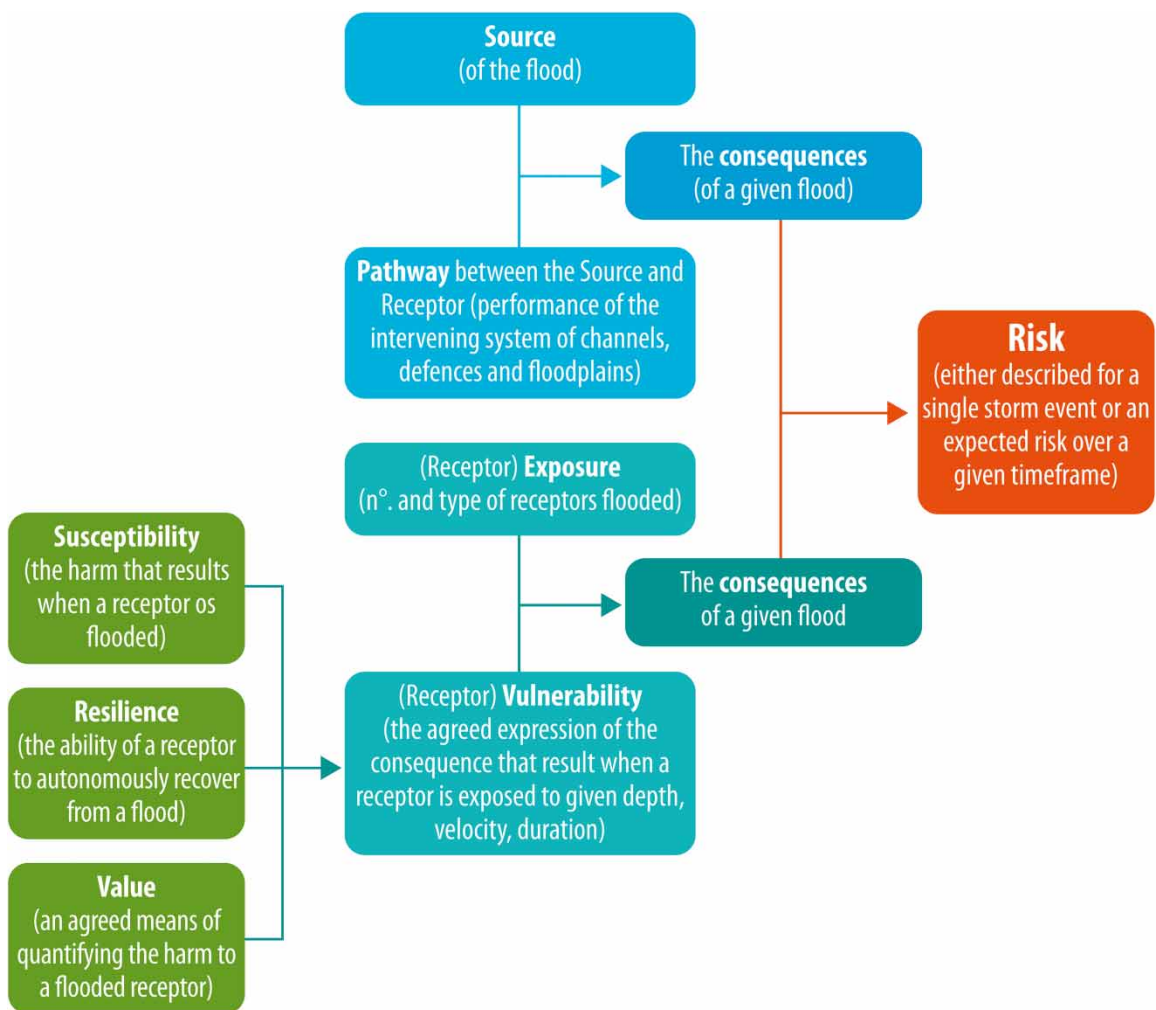 Source
(of the flood)
The consequences
(of a given flood)
Pathway between the Source and
Receptor (performance of the
intervening system of channels,
defences and floodplains)
Risk
(either described for a
single storm event or an
expected risk over a
given timeframe)
(Receptor) Exposure
(n°. and type of receptors flooded)
Susceptibility
(the harm that results
when a receptor os
flooded)
The consequences
of a given flood
(Receptor) Vulnerability
(the agreed expression of the
consequence that result when a
receptor is exposed to given depth,
velocity, duration)
Resilience
(the ability of a receptor
to autonomously recover
from a flood)
Value
(an agreed means of
quantifying the harm to
a flooded receptor)